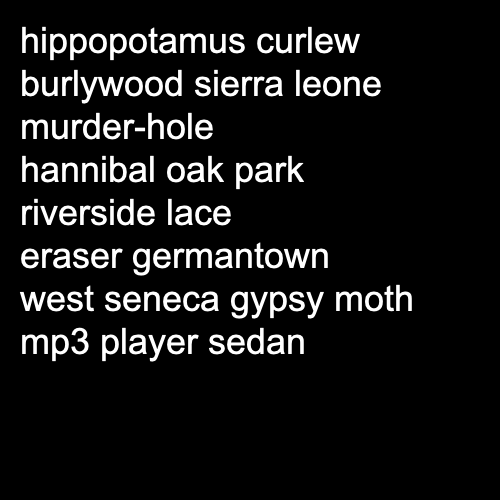 hippopotamus curlew
burlywood sierra leone
murder-hole
hannibal oak park
riverside lace
eraser germantown
west seneca gypsy moth
mp3 player sedan